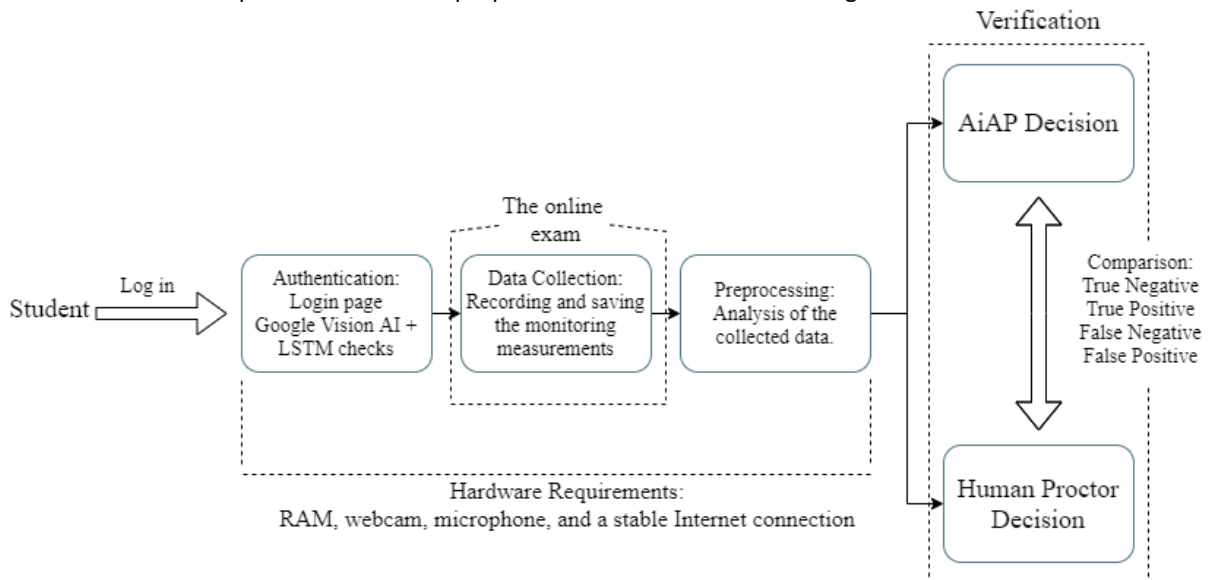 Verification
AiAP Decision
The online
exam
Student
Log in
Authentication:
Login page
Google Vision AI +
LSTM checks
Data Collection:
Recording and saving
the monitoring
measurements
Preprocessing:
Analysis of the
collected data.
Comparison:
True Negative
True Positive
False Negative
False Positive
Human Proctor
Decision
Hardware Requirements:
RAM, webcam, microphone, and a stable Internet connection